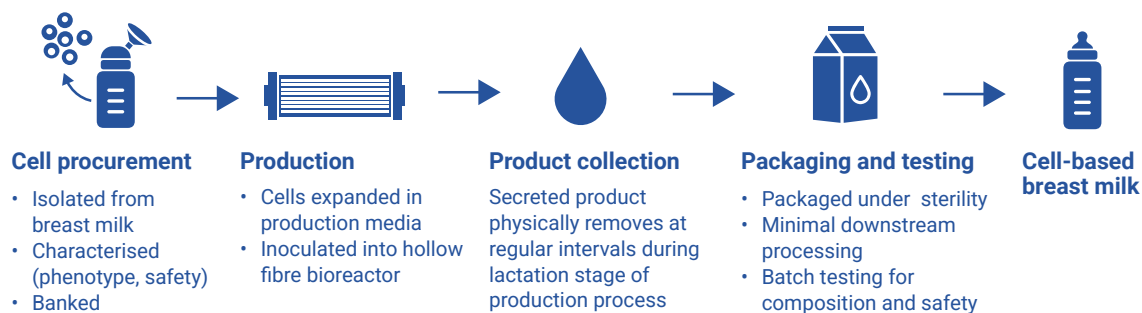 Cell procurement
• Isolated from
breast milk
• Characterised
(phenotype, safety)
• Banked
Production
• Cells expanded in
production media
• Inoculated into hollow
fibre bioreactor
Product collection
Secreted product
physically removes at
regular intervals during
lactation stage of
production process
Packaging and testing
• Packaged under sterility
• Minimal downstream
processing
• Batch testing for
composition and safety
Cell-based
breast milk